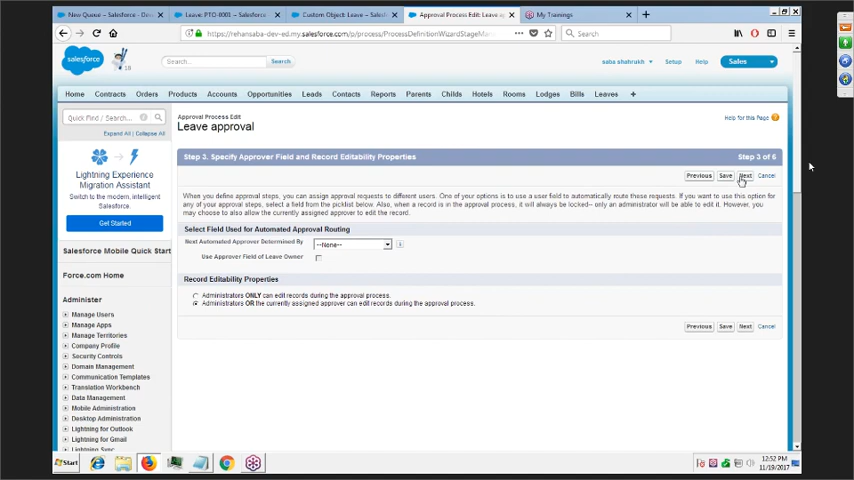 New Queue ~ Salesforce - Dev
Leave: PTO-0001 ~ Salesforce
Custom Object: Leave ~ Salesf
Approval Process Edit: Leave a
My Trainings
https://rehansaba-dev-ed.my.salesforce.com/p/process/ProcessDefinitionWizardStageMan
Search
salesforce
18
Search...
Search
saba shahrukh
Setup
Help
Sales
Home
Contracts
Orders
Products
Accounts
Opportunities
Leads
Contacts
Reports
Parents
Childs
Hotels
Rooms
Lodges
Bills
Leaves
+
Quick Find / Search...
Expand All | Collapse All
Lightning Experience
Migration Assistant
Switch to the modern, intelligent
Salesforce.
Get Started
Salesforce Mobile Quick Start
Force.com Home
Administer
Manage Users
Manage Apps
Manage Territories
Company Profile
Security Controls
Domain Management
Communication Templates
Translation Workbench
Data Management
Mobile Administration
Desktop Administration
Lightning for Outlook
Lightning for Gmail
Lightning Sync
Approval Process Edit
Leave approval
Help for this Page
Step 3. Specify Approver Field and Record Editability Properties
Step 3 of 6
Previous
Save
Next
Cancel
When you define approval steps, you can assign approval requests to different users. One of your options is to use a user field to automatically route these requests. If you want to use this option
for any of your approval steps, select a field from the picklist below. Also, when a record is in the approval process, it will always be locked-- only an administrator will be able to edit it. However, you
may choose to also allow the currently assigned approver to edit the record.
Select Field Used for Automated Approval Routing
Next Automated Approver Determined By
--None--
Use Approver Field of Leave Owner
Record Editability Properties
Administrators ONLY can edit records during the approval process.
Administrators OR the currently assigned approver can edit records during the approval process.
Previous
Save
Next
Cancel
Start
12:52 PM
11/19/2017